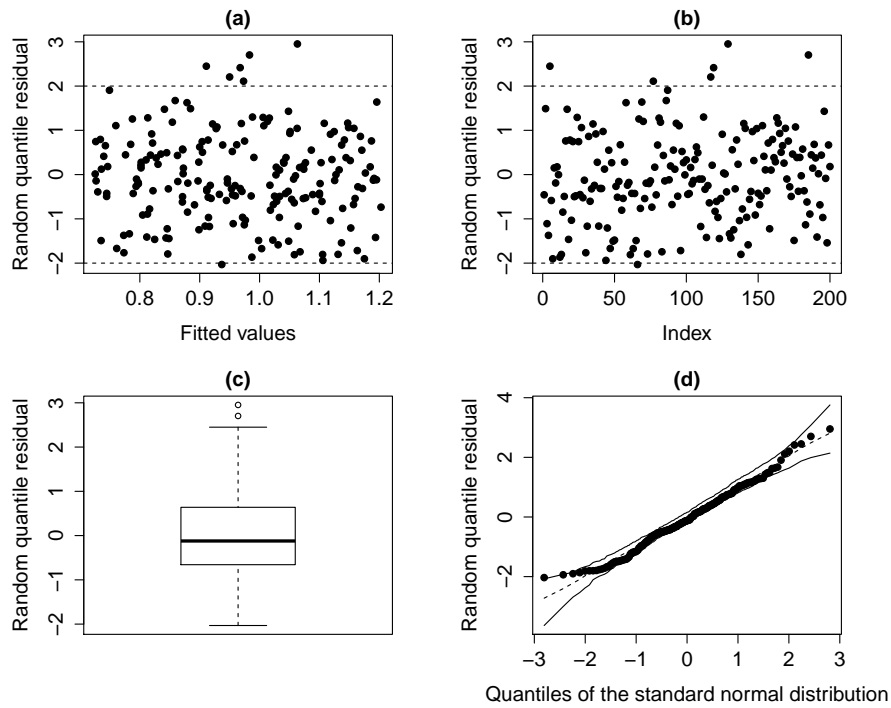 (a)
Random quantile residual
3
2
1
0
−1
−2
0.8 0.9 1.0 1.1 1.2
Fitted values
(b)
Random quantile residual
3
2
1
0
−1
−2
0 50 100 150 200
Index
(c)
Random quantile residual
3
2
1
0
−1
−2
(d)
Random quantile residual
4
2
0
−2
−3 −2 −1 0 1 2 3
Quantiles of the standard normal distribution